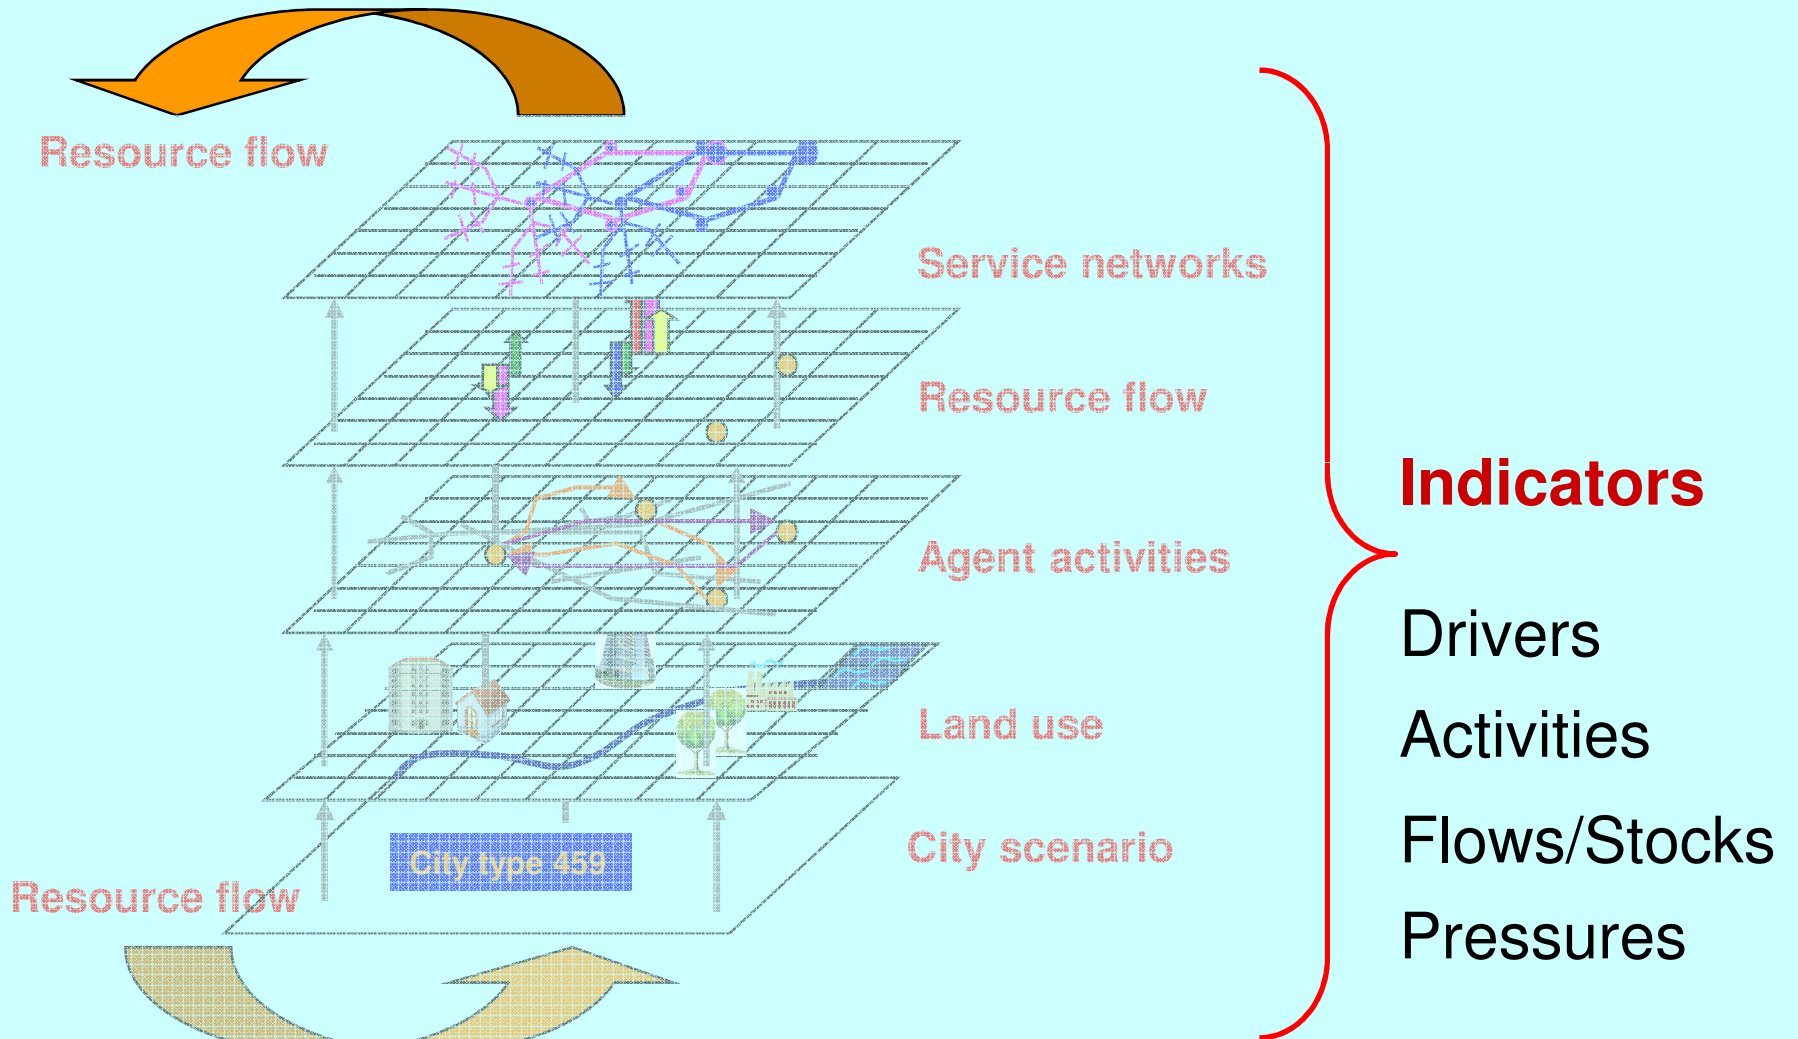 Resource flow
Service networks
Resource flow
Agent activities
Land use
City scenario
City type 459
Resource flow
Indicators
Drivers
Activities
Flows/Stocks
Pressures